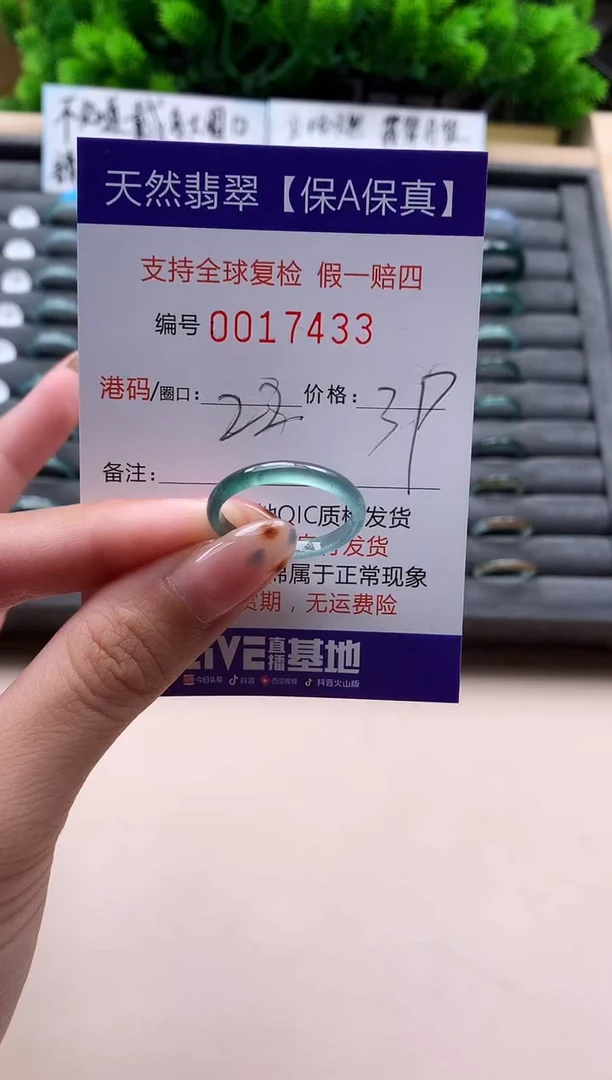 天然翡翠【保A保真】
支持全球复检 假一赔四
编号 0017433
港码/圈口: 22 价格: 3P
备注:
QIC质检发货
发货
属于正常现象
期，无运费险
LIVE直播基地
今日头条 抖音 西瓜视频 抖音火山版